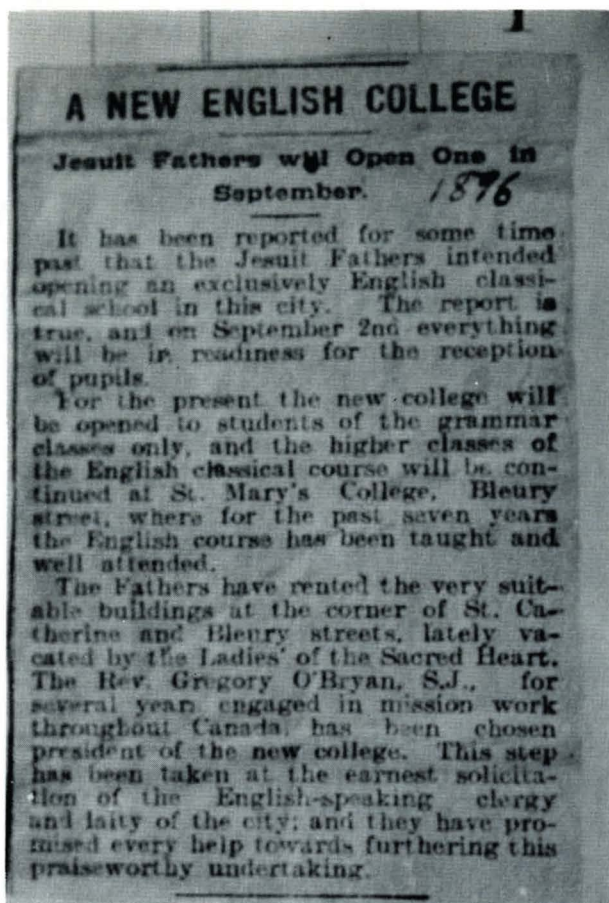 A NEW ENGLISH COLLEGE
Jesuit Fathers will Open One in
September.
1896
It has been reported for some time
past that the Jesuit Fathers intended
opening an exclusively English classi-
cal school in this city. The report is
true, and on September 2nd everything
will be in readiness for the reception
of pupils.
For the present the new college will
be opened to students of the grammar
classes only, and the higher classes of
the English classical course will be con-
tinued at St. Mary's College, Bleury
street, where for the past seven years
the English course has been taught and
well attended.
The Fathers have rented the very suit-
able buildings at the corner of St. Ca-
therine and Bleury streets, lately va-
cated by the Ladies' of the Sacred Heart.
The Rev. Gregory O'Bryan, S.J., for
several years engaged in mission work
throughout Canada, has been chosen
president of the new college. This step
has been taken at the earnest solicita-
tion of the English-speaking clergy
and laity of the city; and they have pro-
mised every help towards furthering this
praiseworthy undertaking.